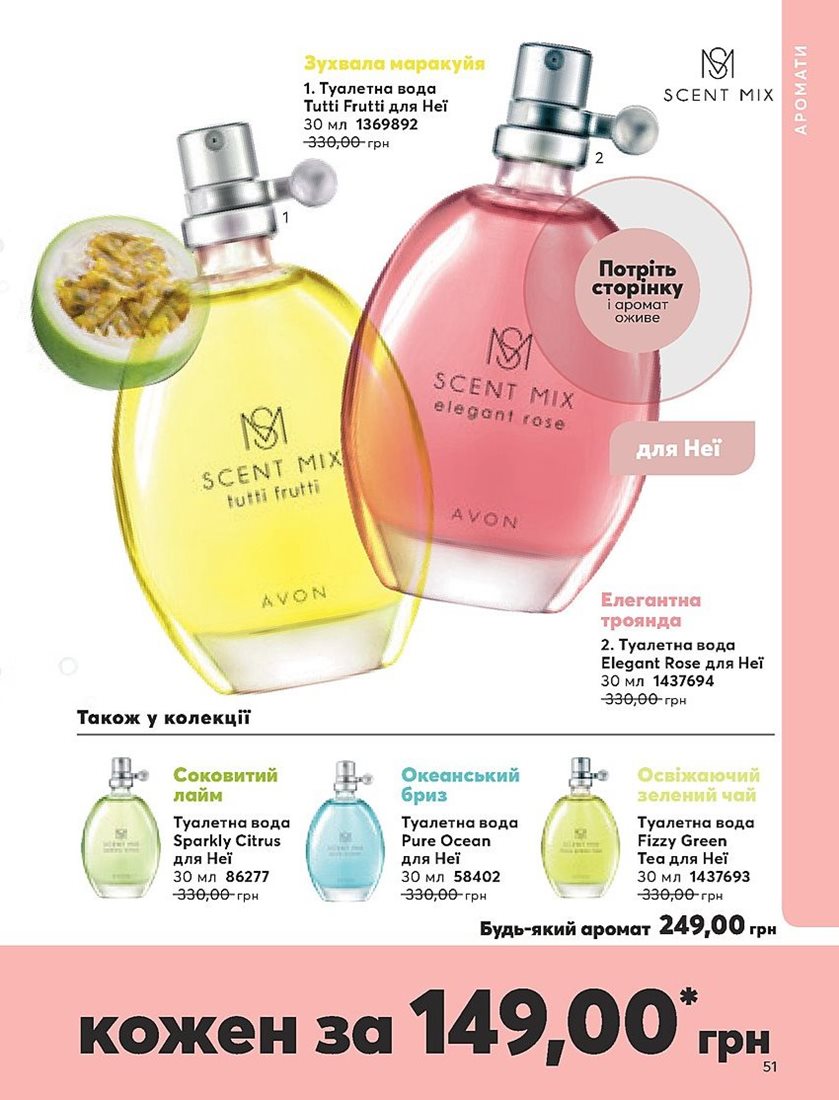 АРОМАТИ
SCENT MIX
Зухвала маракуйя
1. Туалетна вода
Tutti Frutti для Неї
30 мл 1369892
330,00 грн
1
2
Потріть
сторінку
і аромат
оживе
SCENT MIX
elegant rose
AVON
для Неї
SCENT MIX
tutti frutti
AVON
Елегантна
троянда
2. Туалетна вода
Elegant Rose для Неї
30 мл 1437694
330,00 грн
Також у колекції
Соковитий
лайм
Туалетна вода
Sparkly Citrus
для Неї
30 мл 86277
330,00 грн
Океанський
бриз
Туалетна вода
Pure Ocean
для Неї
30 мл 58402
330,00 грн
Освіжаючий
зелений чай
Туалетна вода
Fizzy Green
Tea для Неї
30 мл 1437693
330,00 грн
Будь-який аромат 249,00 грн
кожен за 149,00* грн
51